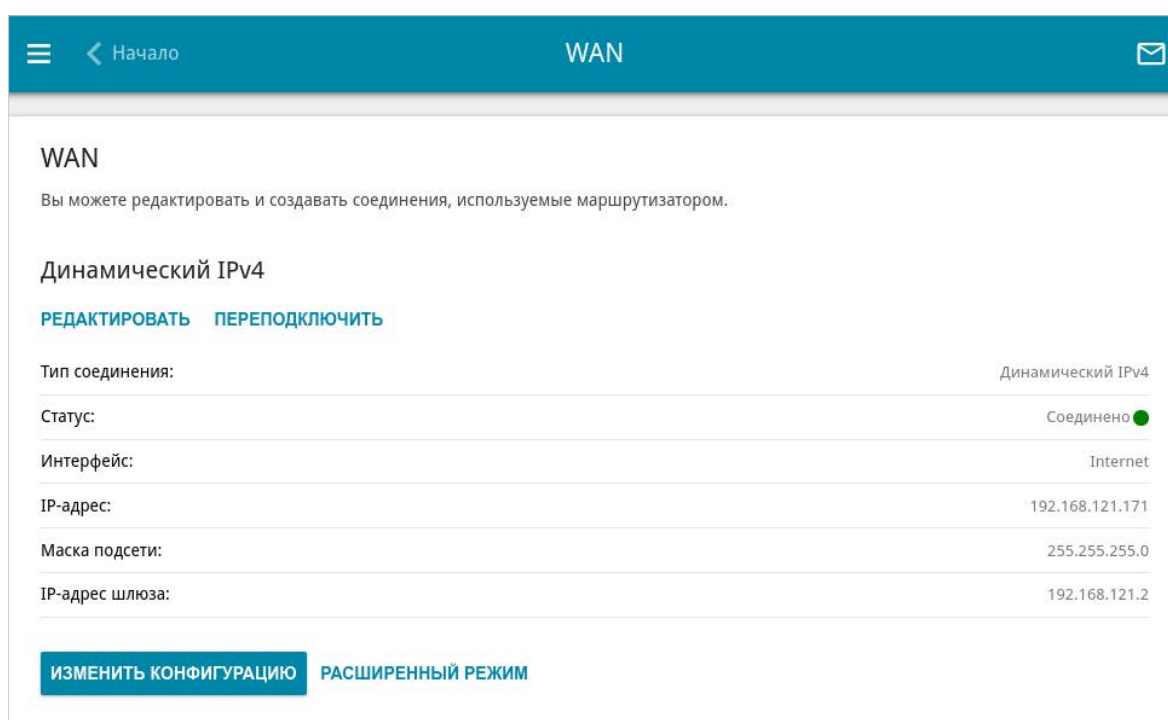 Начало
WAN
WAN
Вы можете редактировать и создавать соединения, используемые маршрутизатором.
Динамический IPv4
РЕДАКТИРОВАТЬ ПЕРЕПОДКЛЮЧИТЬ
Тип соединения: Динамический IPv4
Статус: Соединено
Интерфейс: Internet
IP-адрес: 192.168.121.171
Маска подсети: 255.255.255.0
IP-адрес шлюза: 192.168.121.2
ИЗМЕНИТЬ КОНФИГУРАЦИЮ РАСШИРЕННЫЙ РЕЖИМ